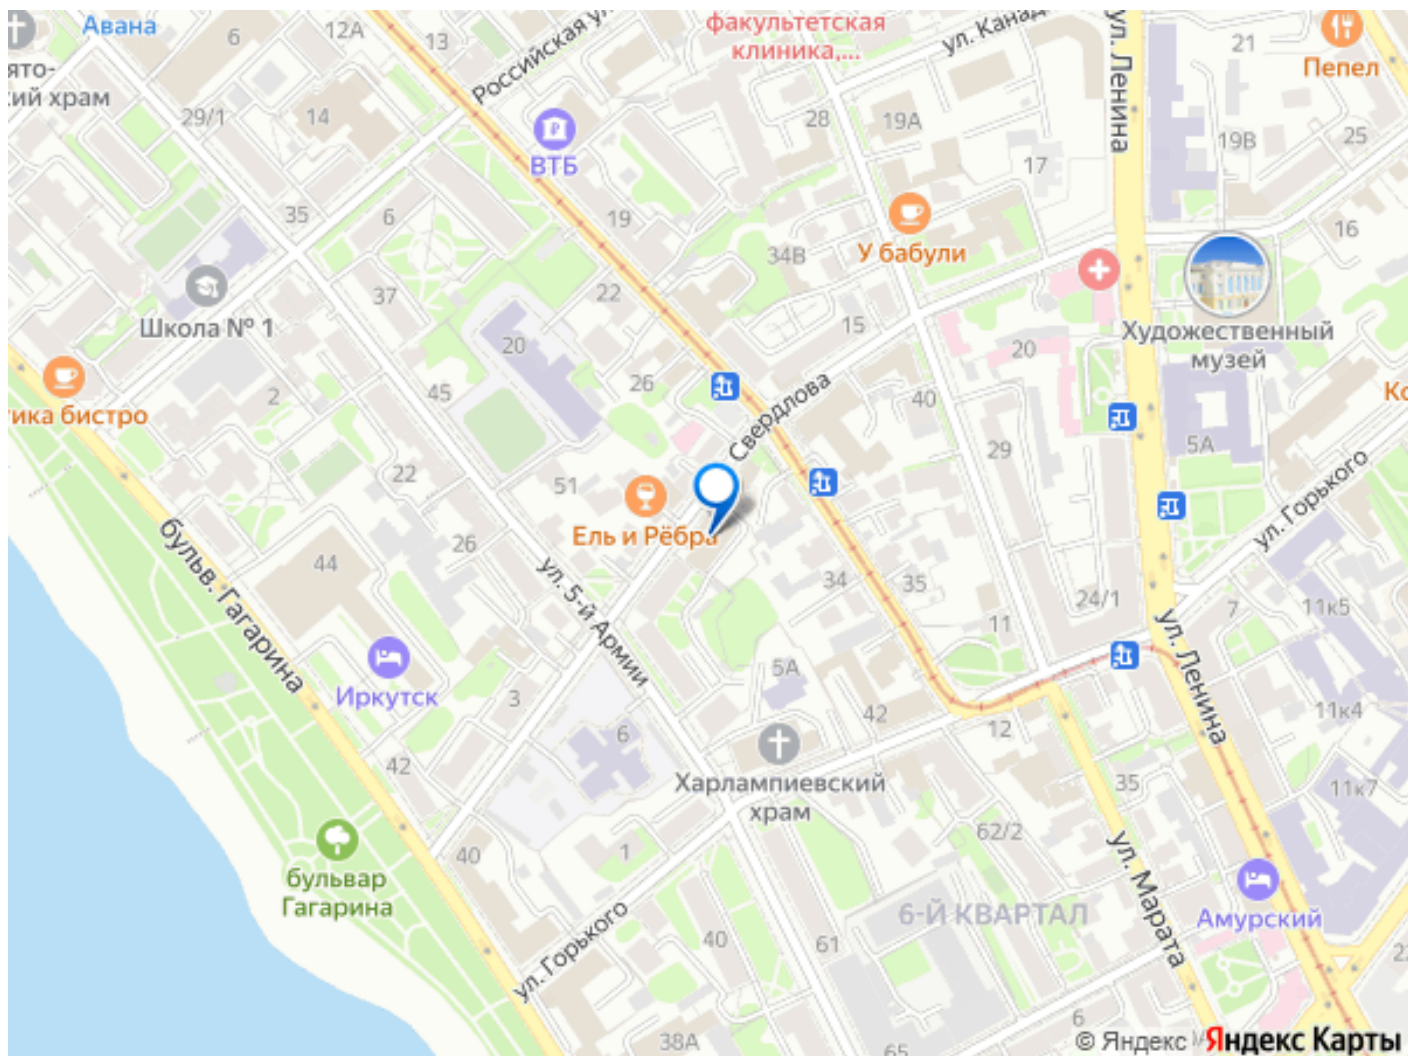 Авана
6
12А
13
Российская
факультетская
клиника,...
ул. Канад
ул. Ленина
21
Пепел
ято-
кий храм
29/1
14
ВТБ
28
19А
17
19В
25
35
6
19
34В
У бабули
16
Школа № 1
37
22
15
Художественный
музей
20
20
26
45
2
тика бистро
Свердлова
40
Ко
29
5А
22
51
Ель и Рёбра
ул. Горького
бульв. Гагарина
44
26
ул. 5-й Армии
34
35
24/1
11
7
11к5
ул. Ленина
Иркутск
3
5А
42
12
11к4
6
42
Харлампиевский
храм
35
11к7
бульвар
Гагарина
40
1
62/2
ул. Марата
6-Й КВАРТАЛ
Амурский
ул. Горького
40
61
38А
65
6
© Яндекс Яндекс Карты